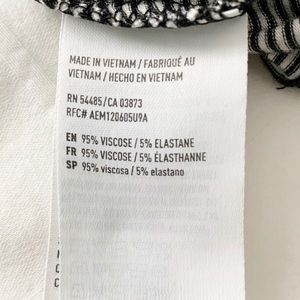 MADE IN VIETNAM / FABRIQUÉ AU
VIETNAM / HECHO EN VIETNAM
RN 54485/CA 03873
RFC# AEM120605U9A
EN 95% VISCOSE / 5% ELASTANE
FR 95% VISCOSE / 5% ÉLASTHANNE
SP 95% viscosa / 5% elastano